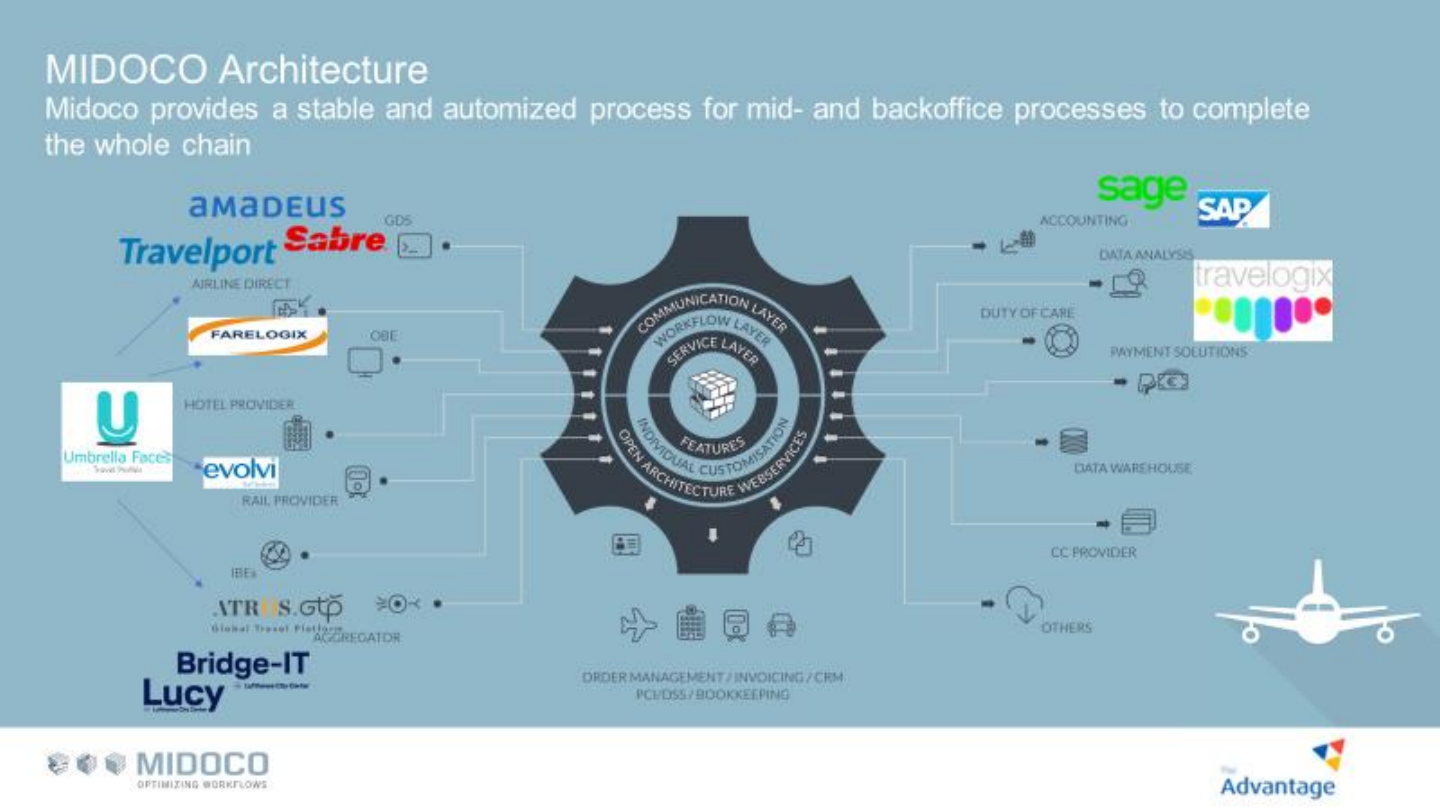 MIDOCO Architecture
Midoco provides a stable and automized process for mid- and backoffice processes to complete
the whole chain
amadeus
GDS
Travelport
Sabre
AIRLINE DIRECT
FARELOGIX
OBE
HOTEL PROVIDER
Umbrella Faces
Travel Profiles
evolvi
RAIL PROVIDER
IBEs
ATRIIS.GTP
Global Travel Platform
AGGREGATOR
Bridge-IT
Lufthansa City Center
Lucy
Lufthansa City Center
COMMUNICATION LAYER
WORKFLOW LAYER
SERVICE LAYER
FEATURES
INDIVIDUAL CUSTOMISATION
OPEN ARCHITECTURE WEBSERVICES
ORDER MANAGEMENT / INVOICING / CRM
PCI/DSS / BOOKKEEPING
sage
SAP
ACCOUNTING
DATA ANALYSIS
travelogix
DUTY OF CARE
PAYMENT SOLUTIONS
DATA WAREHOUSE
CC PROVIDER
OTHERS
MIDOCO
OPTIMIZING WORKFLOWS
Advantage